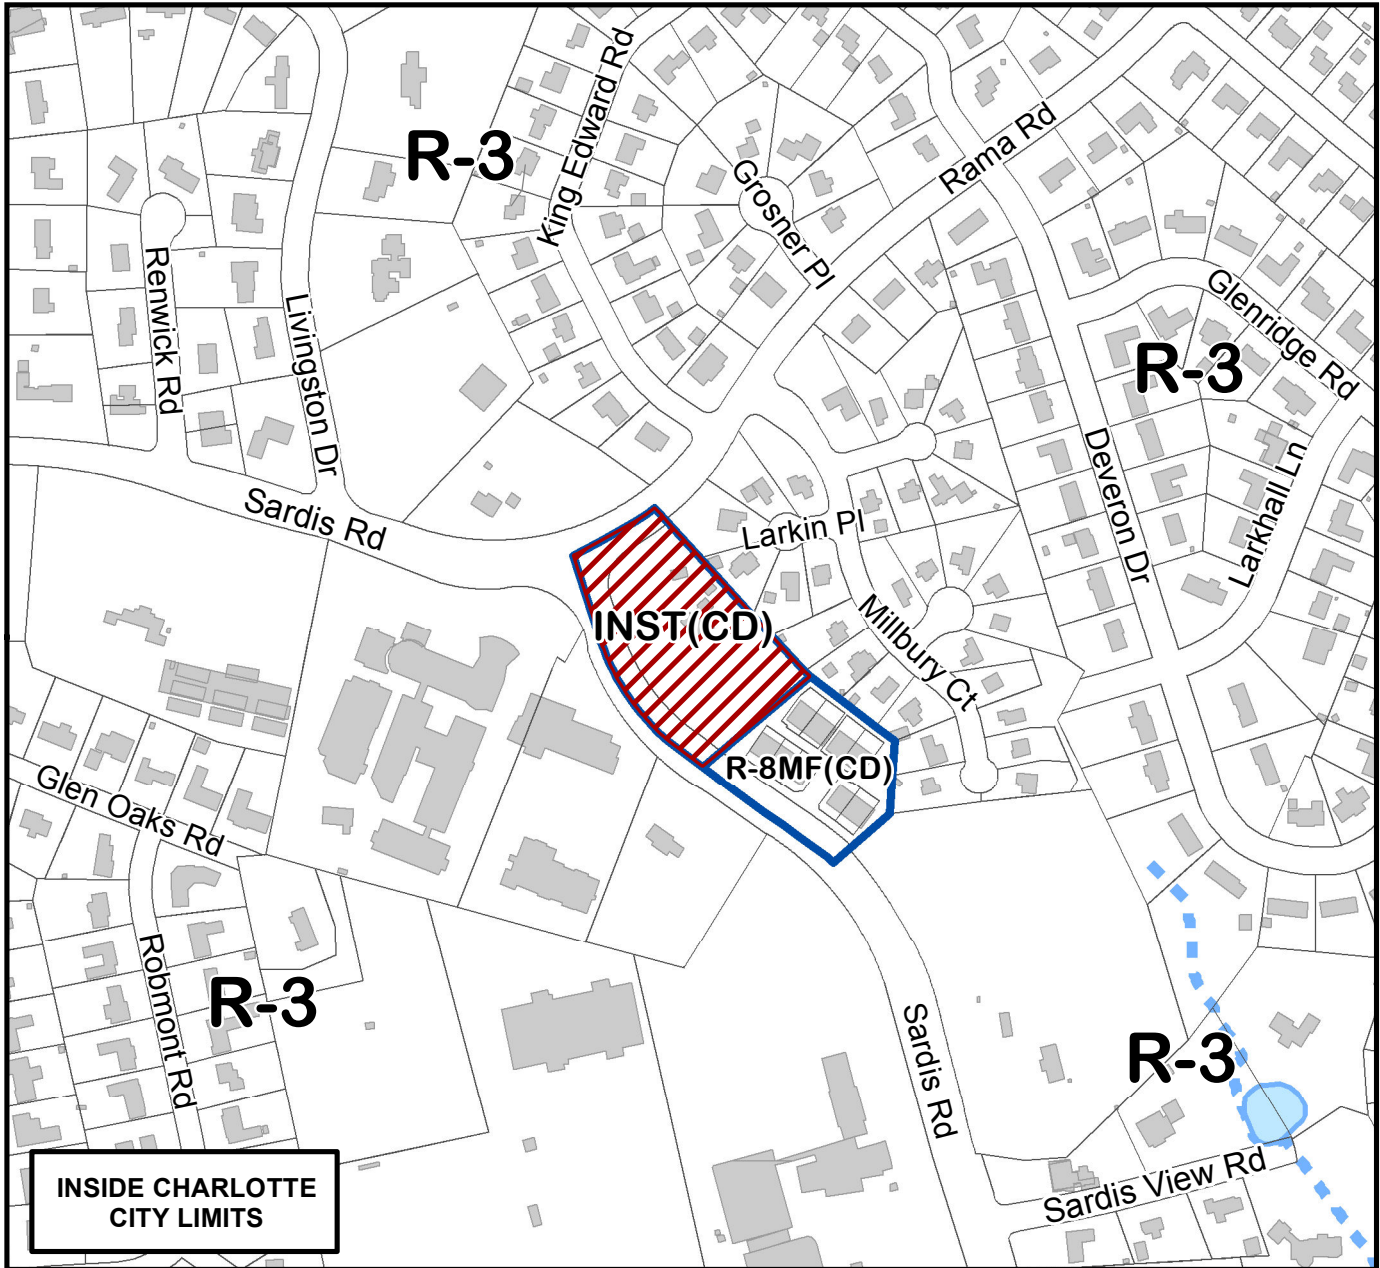 King Edward Rd
R-3
Rama Rd
Grosner Pl
Renwick Rd
Livingston Dr
Glenridge Rd
R-3
Deveron Dr
Larkhall Ln
Sardis Rd
Larkin Pl
INST(CD)
Millbury Ct
R-8MF(CD)
Glen Oaks Rd
Robmont Rd
R-3
Sardis Rd
R-3
Sardis View Rd
INSIDE CHARLOTTE
CITY LIMITS